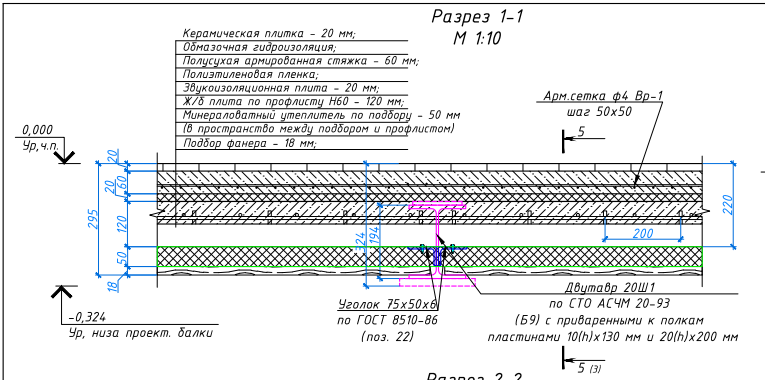 Разрез 1-1
М 1:10
Керамическая плитка - 20 мм;
Обмазочная гидроизоляция;
Полусухая армированная стяжка - 60 мм;
Полиэтиленовая пленка;
Звукоизоляционная плита - 20 мм;
Ж/б плита по профлисту Н60 - 120 мм;
Минераловатный утеплитель по подбору - 50 мм
(в пространство между подбором и профлистом)
Подбор фанера - 18 мм;
Арм.сетка ф4 Вр-1
шаг 50х50
5
0,000
Ур.ч.п.
20
60
20
295
120
50
18
324
194
200
220
-0,324
Ур. низа проект. балки
Уголок 75х50х6
по ГОСТ 8510-86
(поз. 22)
Двутавр 20Ш1
по СТО АСЧМ 20-93
(Б9) с приваренными к полкам
пластинами 10(h)х130 мм и 20(h)х200 мм
5 (3)
Разрез 2-2